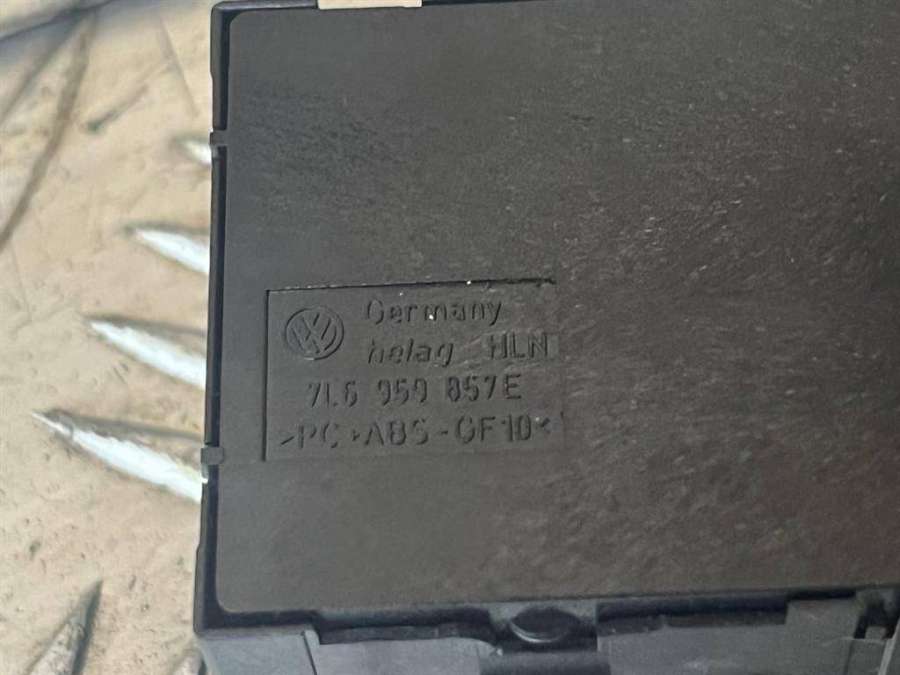 Germany
helag HLN
7L6 959 857E
>PC+ABS-GF10<